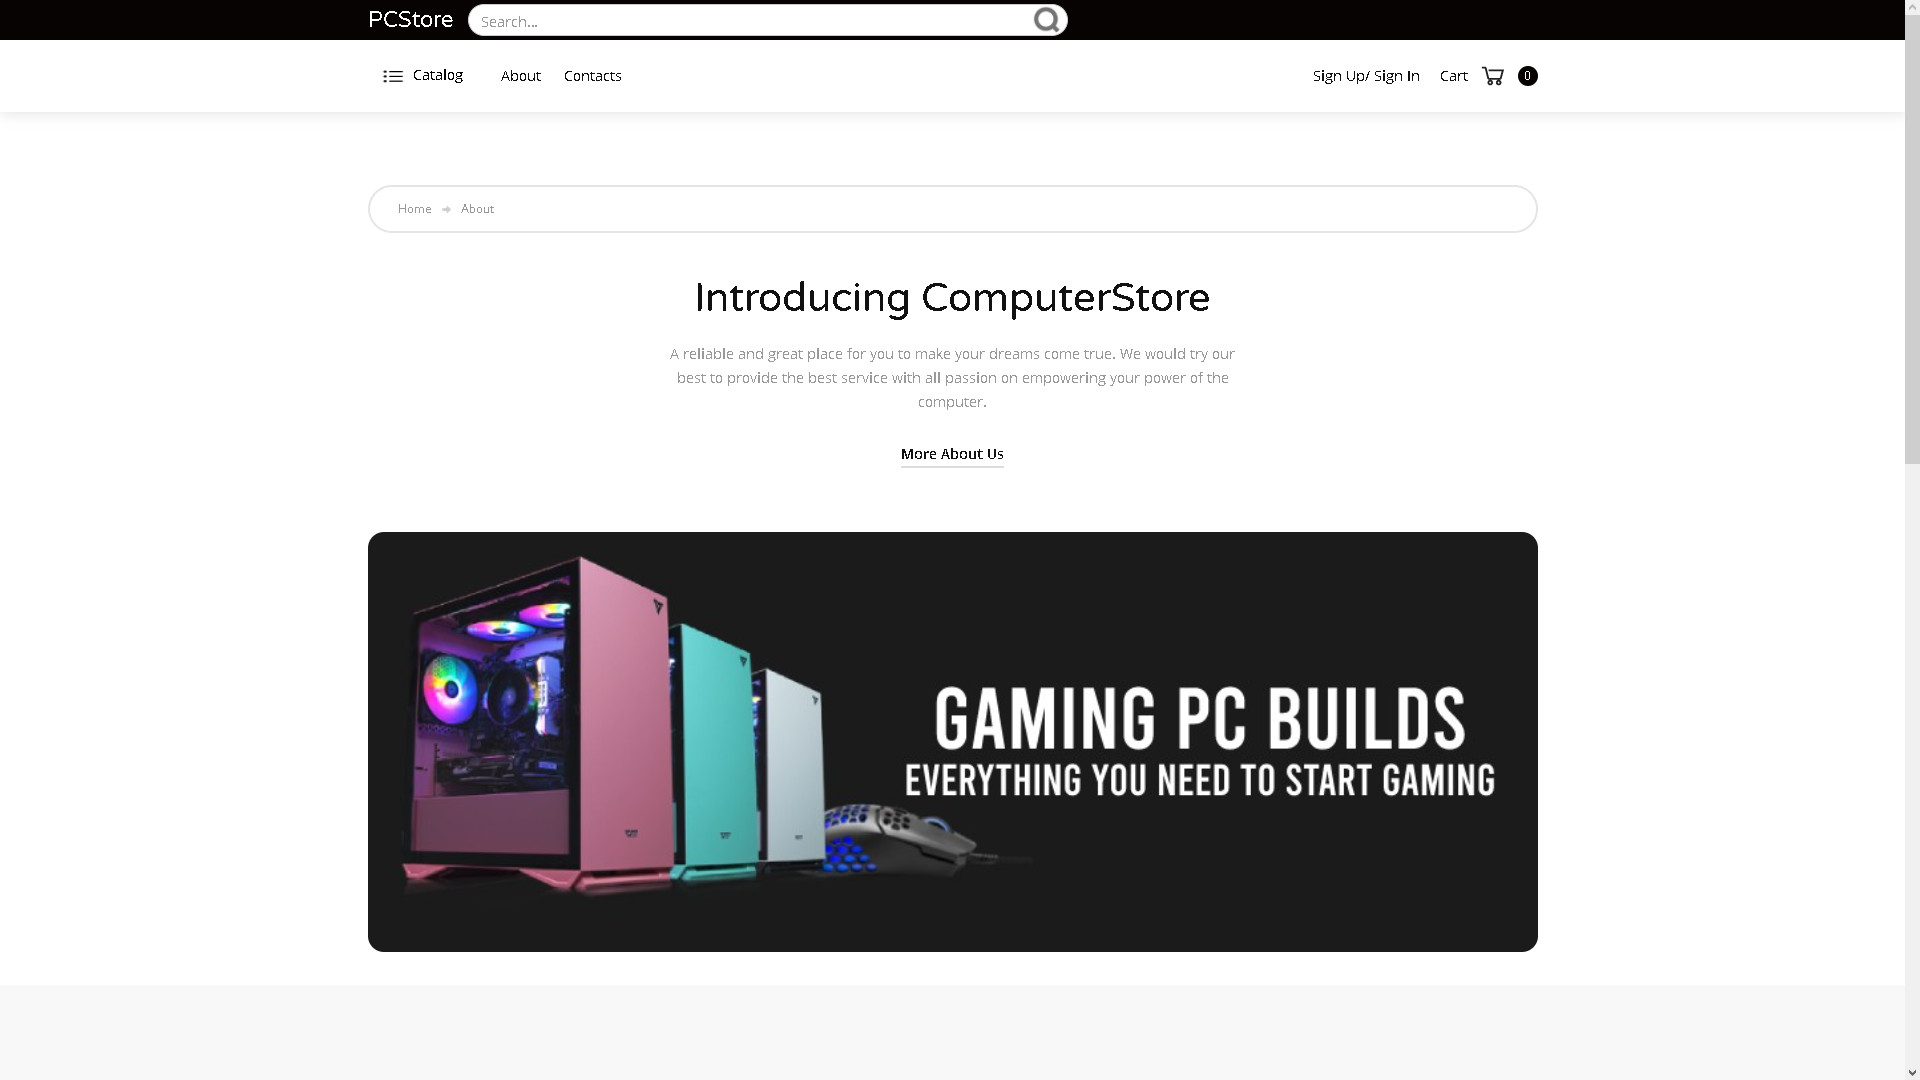 PCStore
Search...
Catalog
About
Contacts
Sign Up/ Sign In
Cart
0
Home
About
Introducing ComputerStore
A reliable and great place for you to make your dreams come true. We would try our
best to provide the best service with all passion on empowering your power of the
computer.
More About Us
GAMING PC BUILDS
EVERYTHING YOU NEED TO START GAMING